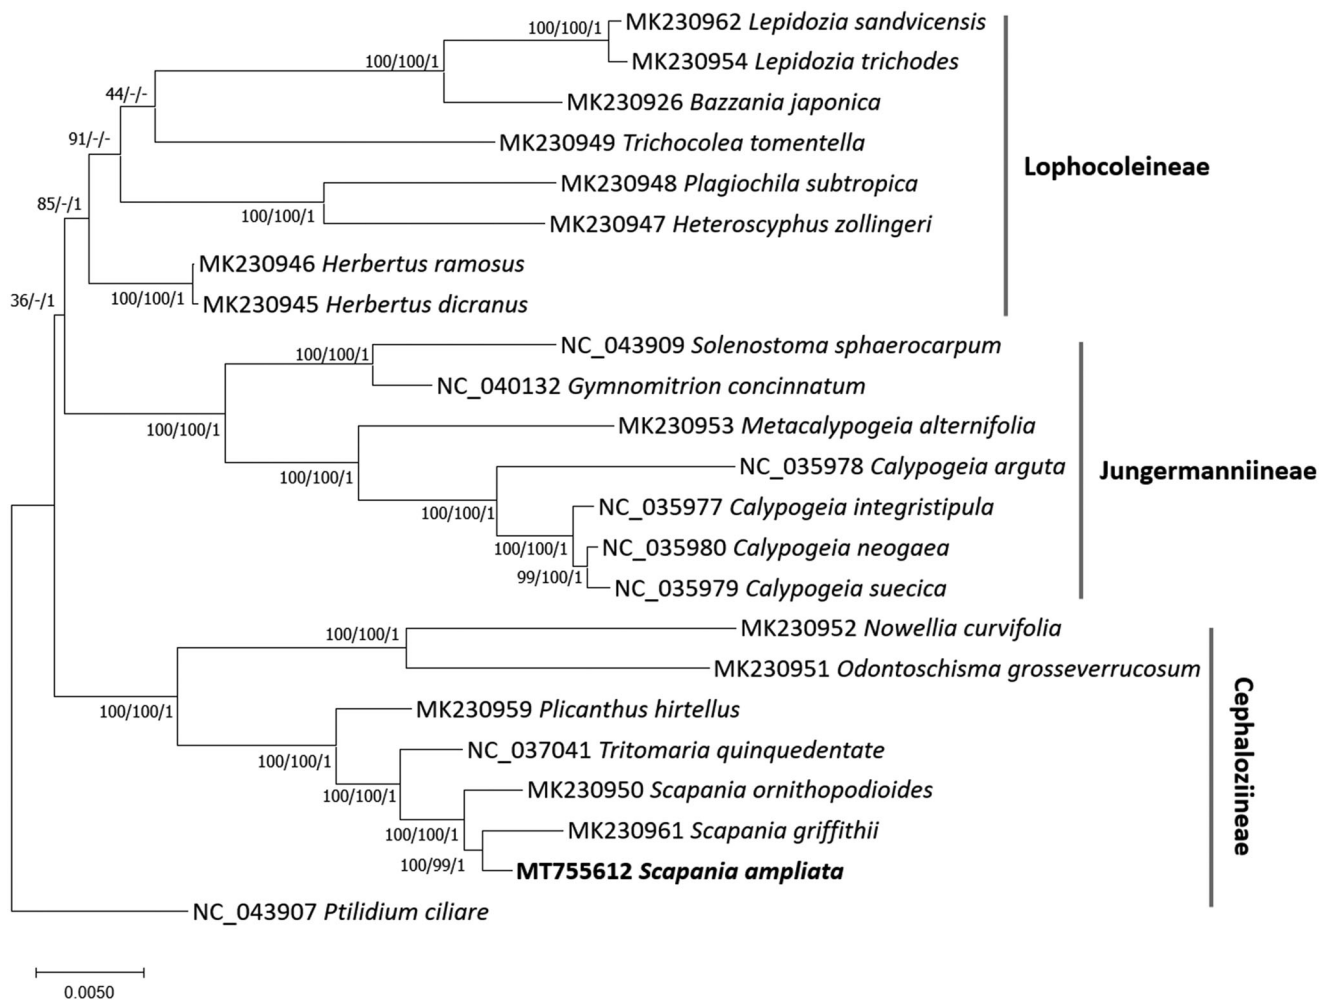 100/100/1
MK230962 Lepidozia sandvicensis
100/100/1
MK230954 Lepidozia trichodes
44/-/-
MK230926 Bazzania japonica
91/-/-
MK230949 Trichocolea tomentella
Lophocoleineae
MK230948 Plagiochila subtropica
85/-/1
100/100/1
MK230947 Heteroscyphus zollingeri
MK230946 Herbertus ramosus
36/-/1
100/100/1
MK230945 Herbertus dicranus
NC_043909 Solenostoma sphaerocarpum
100/100/1
NC_040132 Gymnomitrion concinnatum
100/100/1
MK230953 Metacalypogeia alternifolia
NC_035978 Calypogeia arguta
Jungermanniineae
100/100/1
100/100/1
NC_035977 Calypogeia integristipula
100/100/1
NC_035980 Calypogeia neogaea
99/100/1
NC_035979 Calypogeia suecica
100/100/1
MK230952 Nowellia curvifolia
MK230951 Odontoschisma grosseverrucosum
100/100/1
MK230959 Plicanthus hirtellus
Cephaloziineae
100/100/1
NC_037041 Tritomaria quinquedentate
100/100/1
MK230950 Scapania ornithopodioides
100/100/1
MK230961 Scapania griffithii
100/99/1
MT755612 Scapania ampliata
NC_043907 Ptilidium ciliare
0.0050